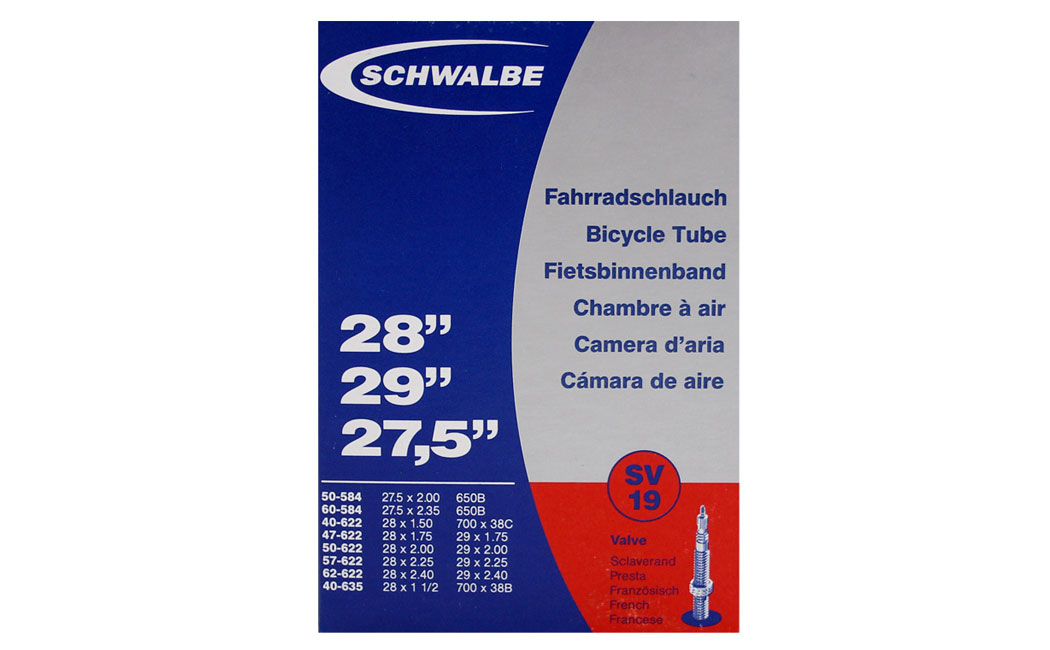 SCHWALBE
Fahrradschlauch
Bicycle Tube
Fietsbinnenband
Chambre à air
Camera d'aria
Cámara de aire
28”
29”
27,5”
50-584 27.5 x 2.00 650B
60-584 27.5 x 2.35 650B
40-622 28 x 1.50 700 x 38C
47-622 28 x 1.75 29 x 1.75
50-622 28 x 2.00 29 x 2.00
57-622 28 x 2.25 29 x 2.25
62-622 28 x 2.40 29 x 2.40
40-635 28 x 1 1/2 700 x 38B
SV
19
Valve
Sclaverand
Presta
Französisch
French
Francese